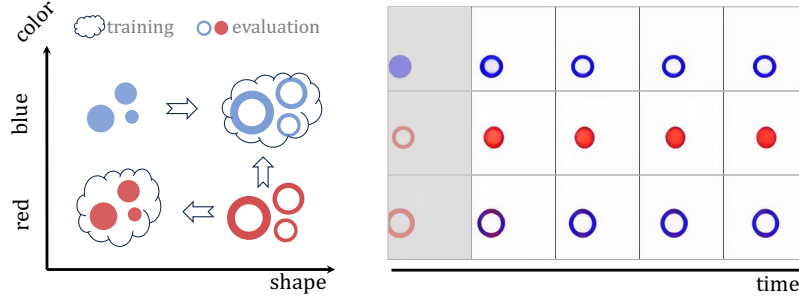 color
training
evaluation
blue
red
shape
time